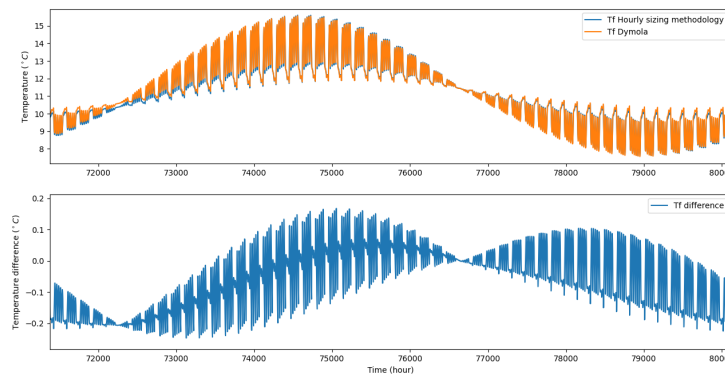 Tf Hourly sizing methodology
Tf Dymola
Temperature (°C)
15
14
13
12
11
10
9
8
72000 73000 74000 75000 76000 77000 78000 79000 8000
Tf difference
Temperature difference (°C)
0.2
0.1
0.0
−0.1
−0.2
72000 73000 74000 75000 76000 77000 78000 79000 8000
Time (hour)